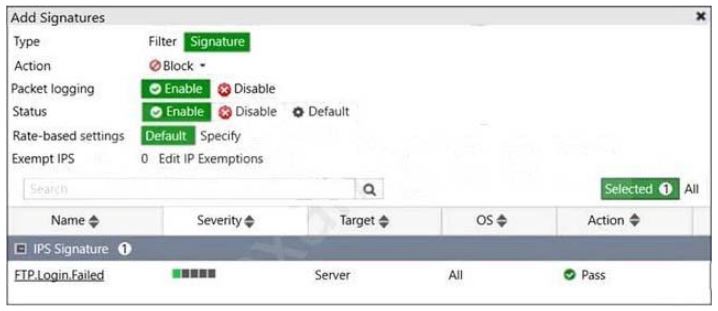 Add Signatures
Type Filter Signature
Action Block
Packet logging Enable Disable
Status Enable Disable Default
Rate-based settings Default Specify
Exempt IPS 0 Edit IP Exemptions
Search Selected 1 All
Name Severity Target OS Action
IPS Signature 1
FTP.Login.Failed Server All Pass